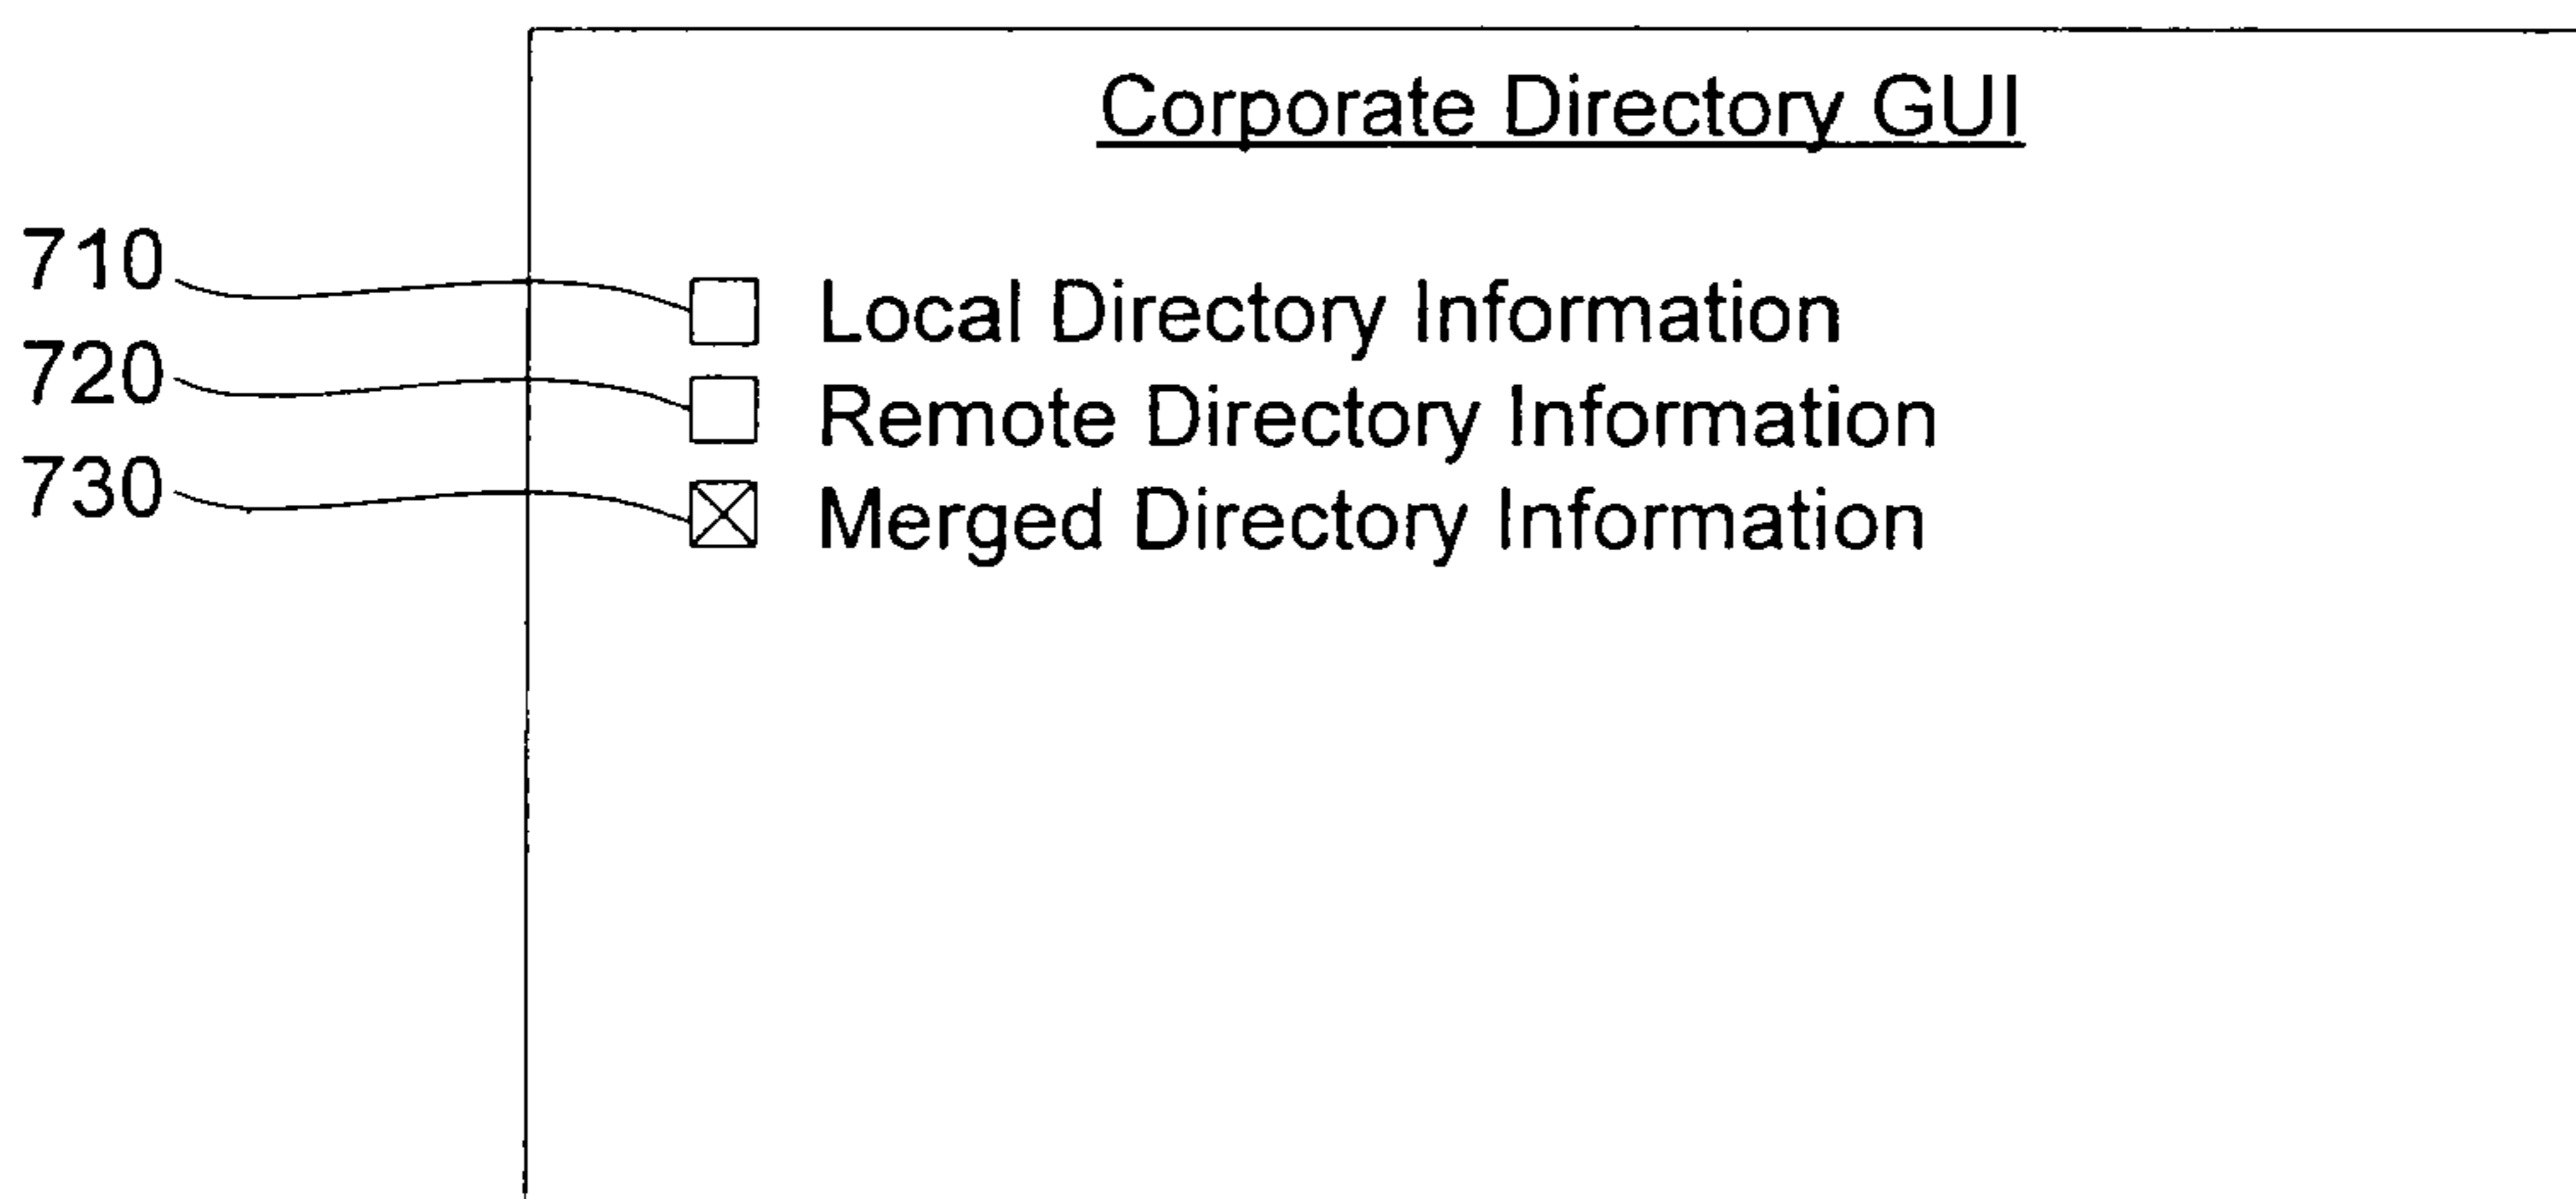 Corporate Directory GUI
710
Local Directory Information
720
Remote Directory Information
730
Merged Directory Information